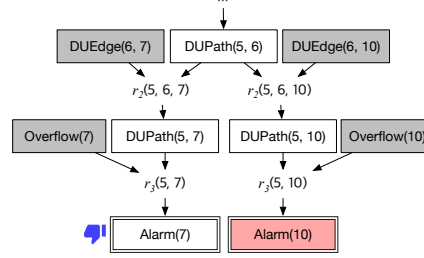 ...
DUEdge(6, 7) DUPath(5, 6) DUEdge(6, 10)
r₂(5, 6, 7) r₂(5, 6, 10)
Overflow(7) DUPath(5, 7) DUPath(5, 10) Overflow(10)
r₃(5, 7) r₃(5, 10)
Alarm(7) Alarm(10)